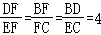 DF/EF = BF/FC = BD/EC = 4